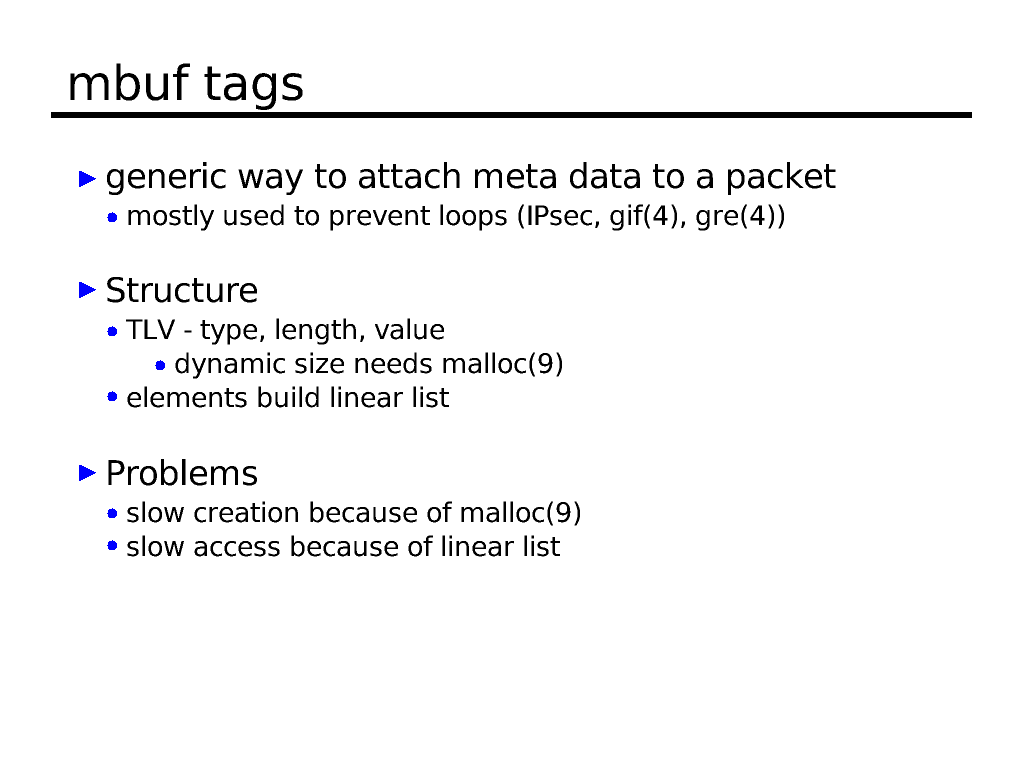 mbuf tags
generic way to attach meta data to a packet
mostly used to prevent loops (IPsec, gif(4), gre(4))
Structure
TLV - type, length, value
dynamic size needs malloc(9)
elements build linear list
Problems
slow creation because of malloc(9)
slow access because of linear list